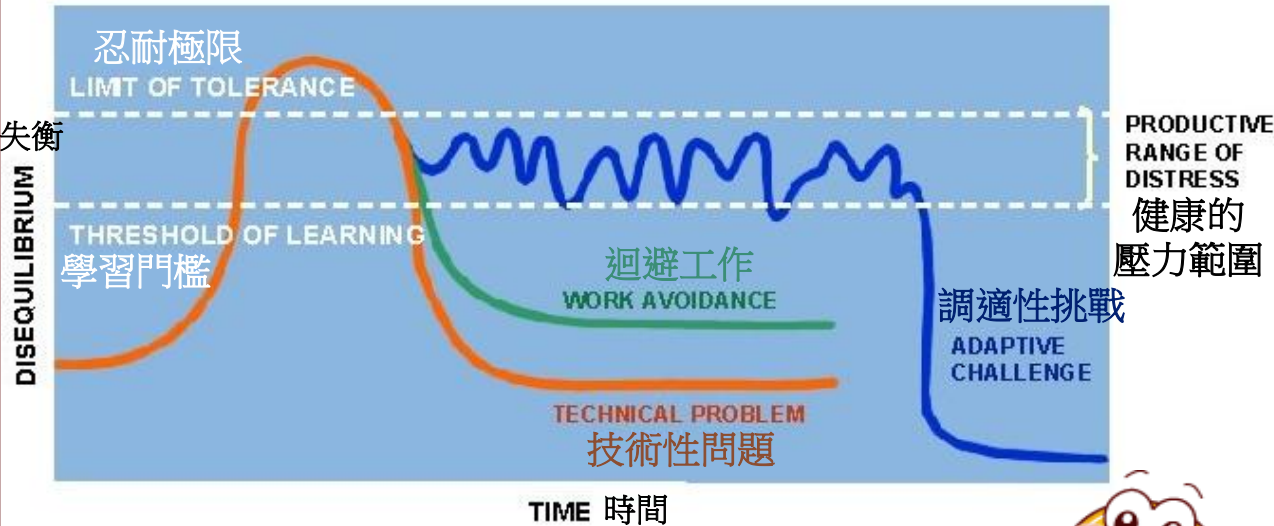 忍耐極限
LIMIT OF TOLERANCE
失衡
DISEQUILIBRIUM
PRODUCTIVE
RANGE OF
DISTRESS
健康的
壓力範圍
THRESHOLD OF LEARNING
學習門檻
迴避工作
WORK AVOIDANCE
調適性挑戰
ADAPTIVE
CHALLENGE
TECHNICAL PROBLEM
技術性問題
TIME 時間